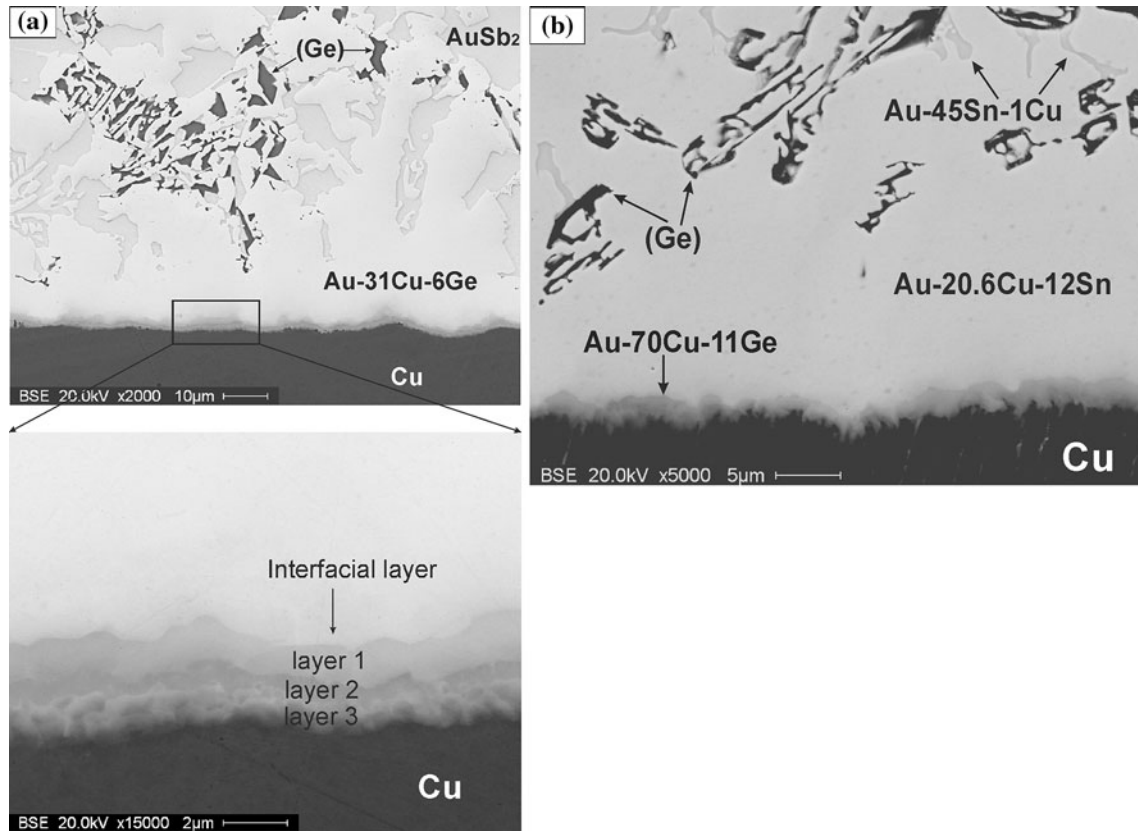 (a)
AuSb₂
(Ge)
Au-31Cu-6Ge
Cu
BSE 20.0kV x2000 10µm
Interfacial layer
layer 1
layer 2
layer 3
Cu
BSE 20.0kV x15000 2µm
(b)
Au-45Sn-1Cu
(Ge)
Au-20.6Cu-12Sn
Au-70Cu-11Ge
Cu
BSE 20.0kV x5000 5µm